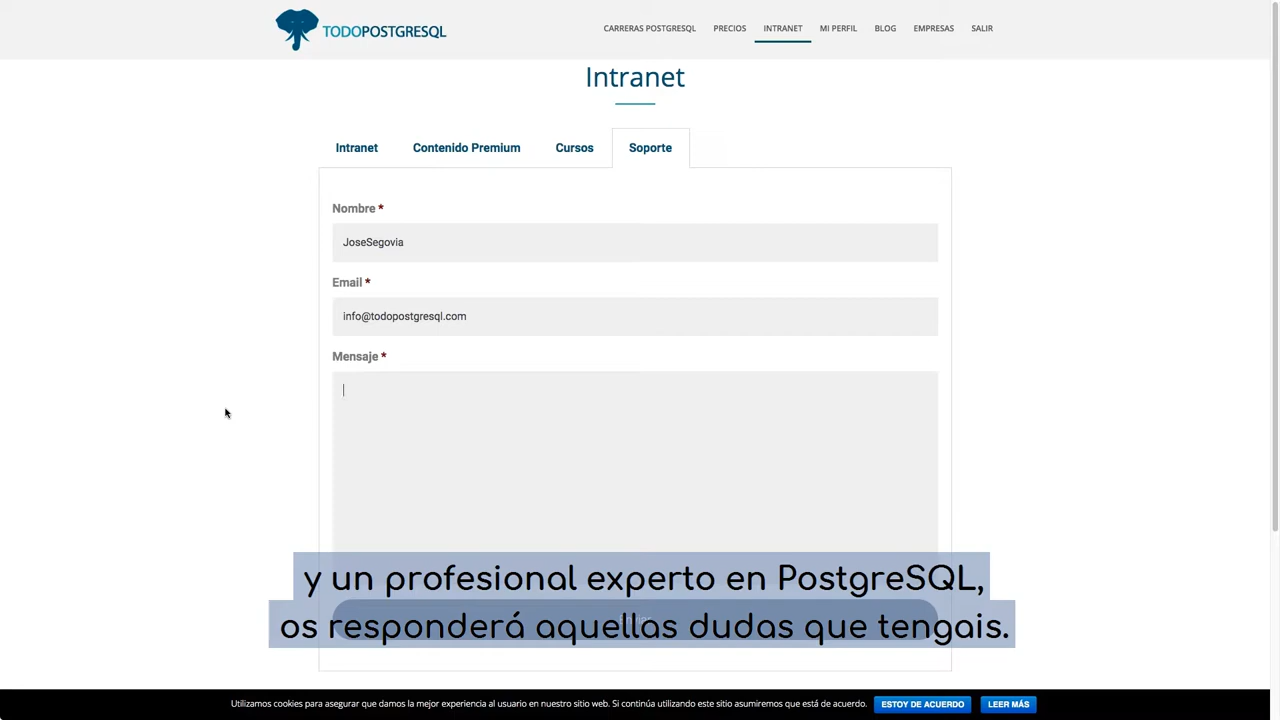 TODOPOSTGRESQL
CARRERAS POSTGRESQL PRECIOS INTRANET MI PERFIL BLOG EMPRESAS SALIR
Intranet
Intranet Contenido Premium Cursos Soporte
Nombre *
JoseSegovia
Email *
info@todopostgresql.com
Mensaje *
y un profesional experto en PostgreSQL,
os responderá aquellas dudas que tengais.
Utilizamos cookies para asegurar que damos la mejor experiencia al usuario en nuestro sitio web. Si continúa utilizando este sitio asumiremos que está de acuerdo. ESTOY DE ACUERDO LEER MÁS